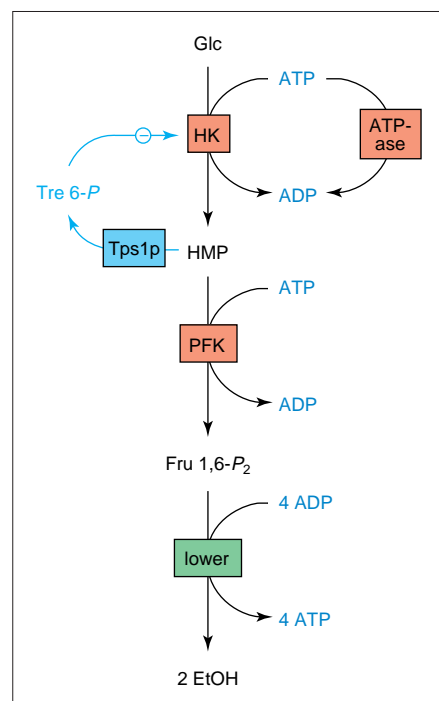 Glc
ATP
HK
ATP-
ase
Tre 6-P
ADP
Tps1p
HMP
ATP
PFK
ADP
Fru 1,6-P2
4 ADP
lower
4 ATP
2 EtOH